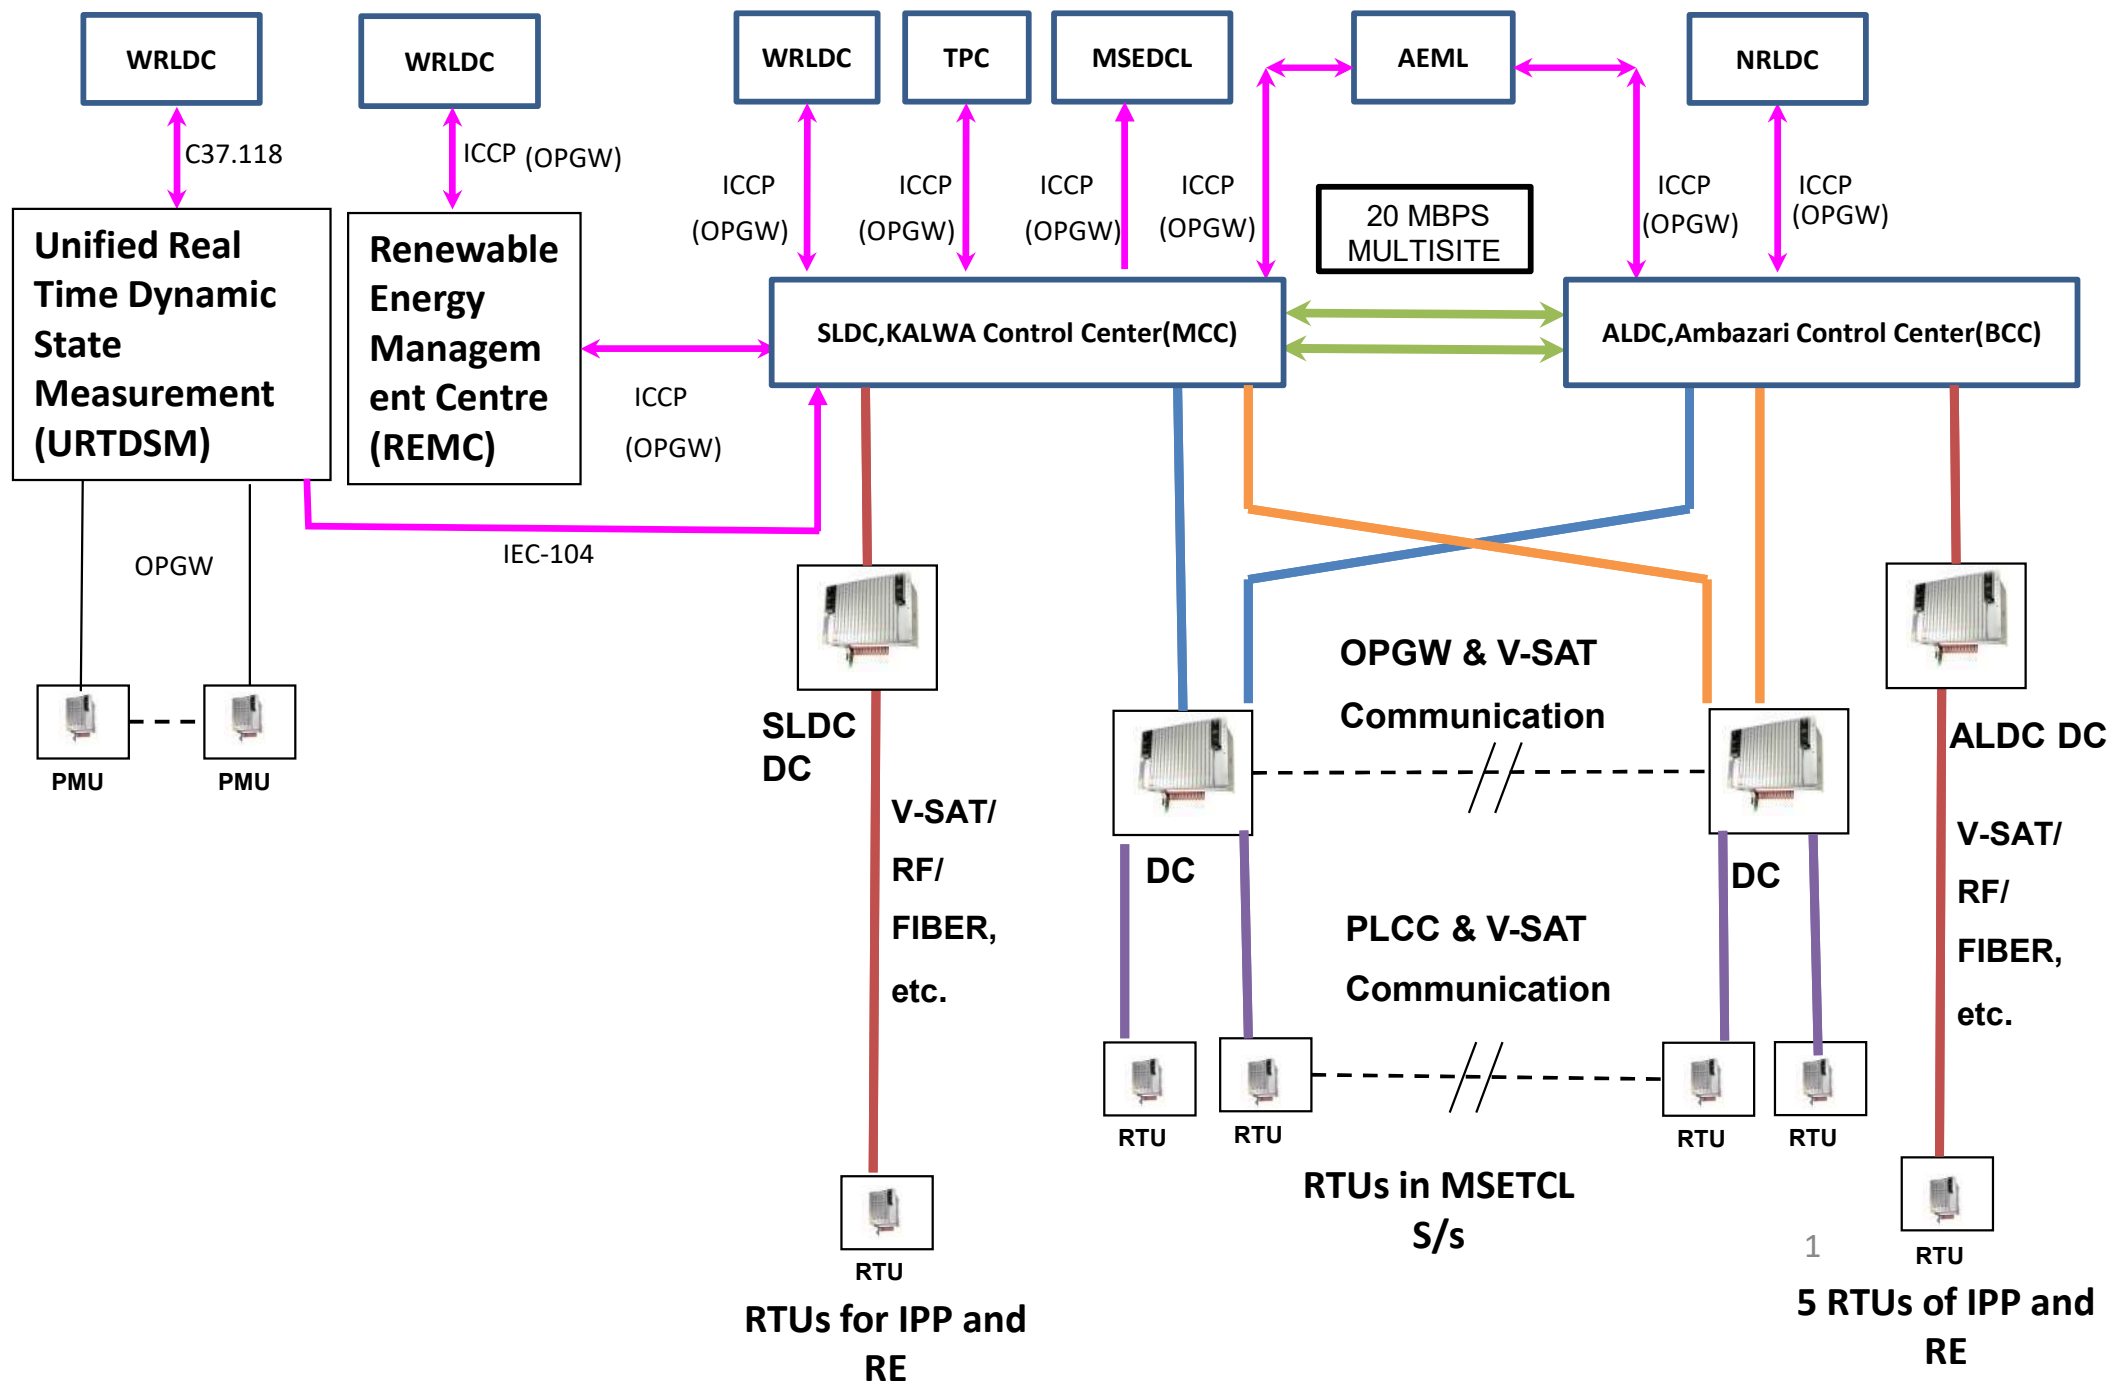 WRLDC
WRLDC
WRLDC
TPC
MSEDCL
AEML
NRLDC
C37.118
ICCP (OPGW)
ICCP
(OPGW)
ICCP
(OPGW)
ICCP
(OPGW)
ICCP
(OPGW)
ICCP
(OPGW)
ICCP
(OPGW)
20 MBPS
MULTISITE
Unified Real
Time Dynamic
State
Measurement
(URTDSM)
Renewable
Energy
Managem
ent Centre
(REMC)
SLDC,KALWA Control Center(MCC)
ALDC,Ambazari Control Center(BCC)
ICCP
(OPGW)
IEC-104
OPGW
PMU
PMU
SLDC
DC
OPGW & V-SAT
Communication
ALDC DC
V-SAT/
RF/
FIBER,
etc.
DC
DC
PLCC & V-SAT
Communication
V-SAT/
RF/
FIBER,
etc.
RTU
RTU
RTU
RTU
RTUs in MSETCL
S/s
RTU
RTUs for IPP and
RE
1
RTU
5 RTUs of IPP and
RE